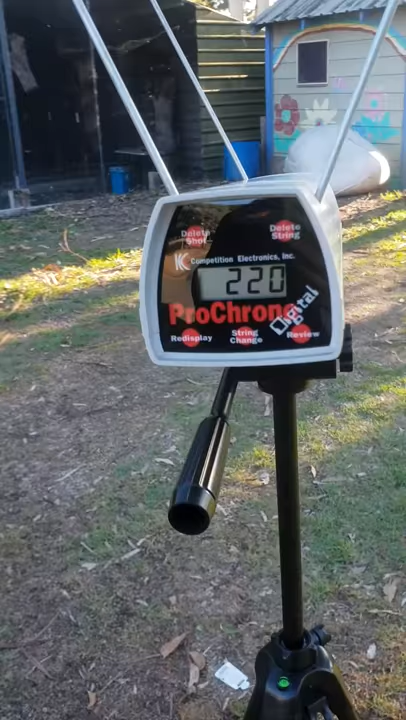 Delete Shot
Delete String
Competition Electronics, Inc.
220
ProChrono
Digital
Redisplay
String Change
Review